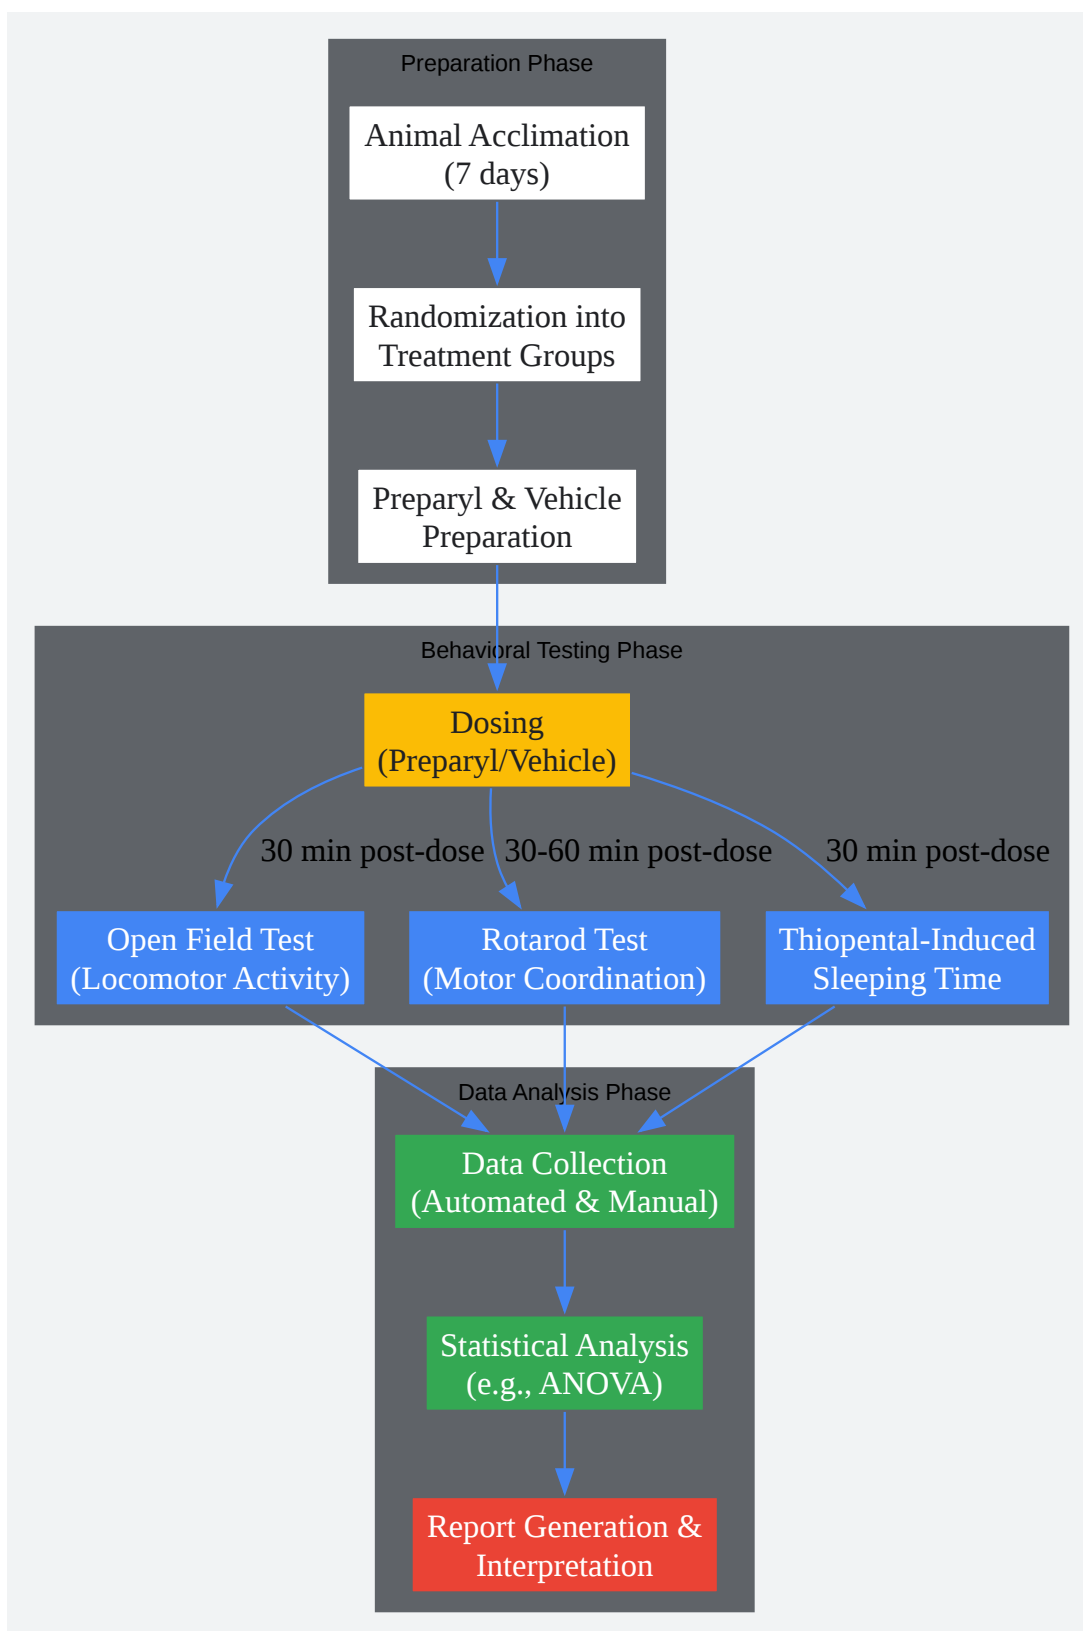 Preparation Phase
Animal Acclimation
(7 days)
Randomization into
Treatment Groups
Preparyl & Vehicle
Preparation
Behavioral Testing Phase
Dosing
(Preparyl/Vehicle)
30 min post-dose
30-60 min post-dose
30 min post-dose
Open Field Test
(Locomotor Activity)
Rotarod Test
(Motor Coordination)
Thiopental-Induced
Sleeping Time
Data Analysis Phase
Data Collection
(Automated & Manual)
Statistical Analysis
(e.g., ANOVA)
Report Generation &
Interpretation